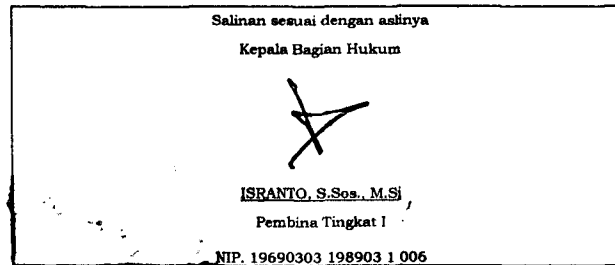 Salinan sesuai dengan aslinya
Kepala Bagian Hukum
ISRANTO, S.Sos., M.Si
Pembina Tingkat I
NIP. 19690303 198903 1 006